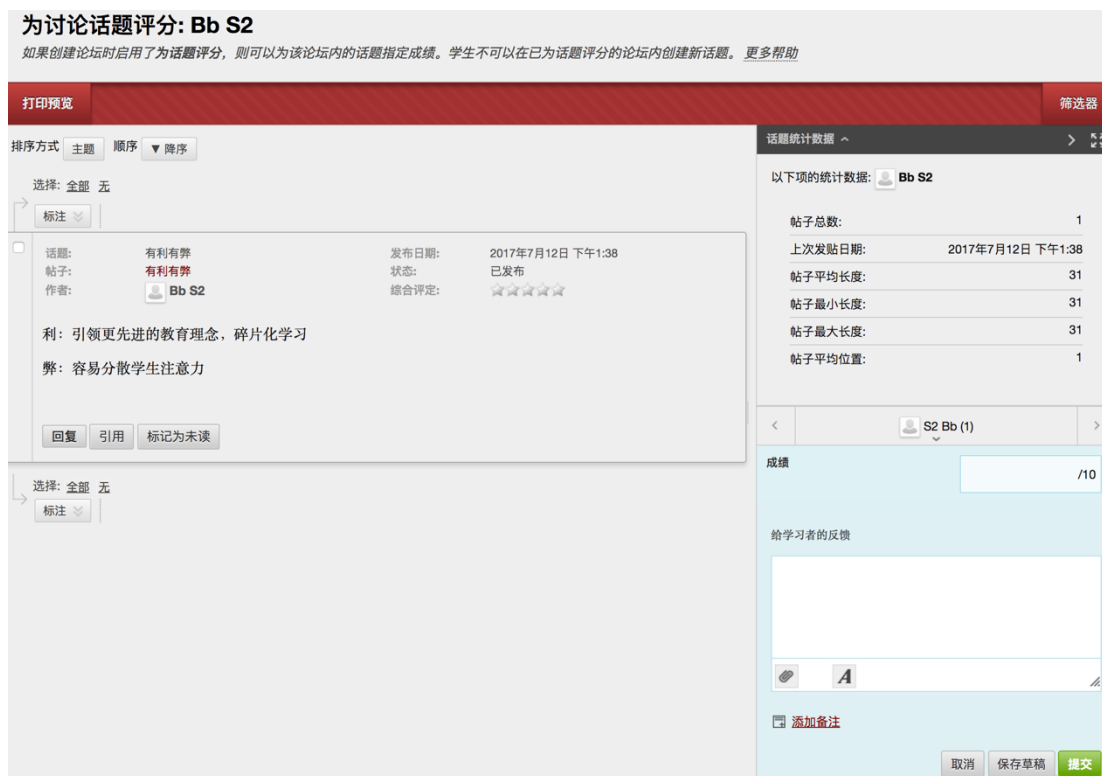 为讨论话题评分: Bb S2
如果创建论坛时启用了为话题评分，则可以为该论坛内的话题指定成绩。学生不可以在已为话题评分的论坛内创建新话题。 更多帮助
打印预览 筛选器
排序方式 主题 顺序 ▼ 降序
选择: 全部 无
标注
话题: 有利有弊 发布日期: 2017年7月12日 下午1:38
帖子: 有利有弊 状态: 已发布
作者: Bb S2 综合评定:
利：引领更先进的教育理念，碎片化学习
弊：容易分散学生注意力
回复 引用 标记为未读
选择: 全部 无
标注
话题统计数据
以下项的统计数据: Bb S2
帖子总数: 1
上次发贴日期: 2017年7月12日 下午1:38
帖子平均长度: 31
帖子最小长度: 31
帖子最大长度: 31
帖子平均位置: 1
S2 Bb (1)
成绩 /10
给学习者的反馈
A
添加备注
取消 保存草稿 提交